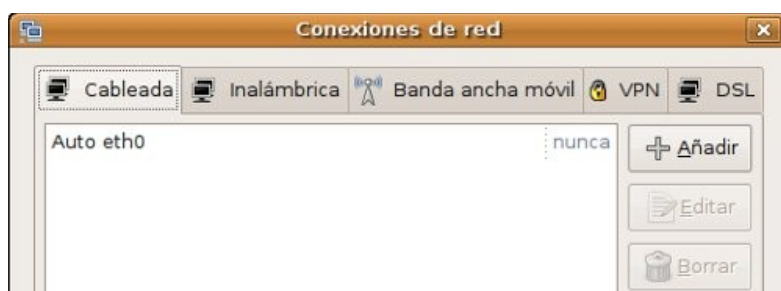 Conexiones de red
Cableada Inalámbrica Banda ancha móvil VPN DSL
Auto eth0 nunca Añadir
Editar
Borrar